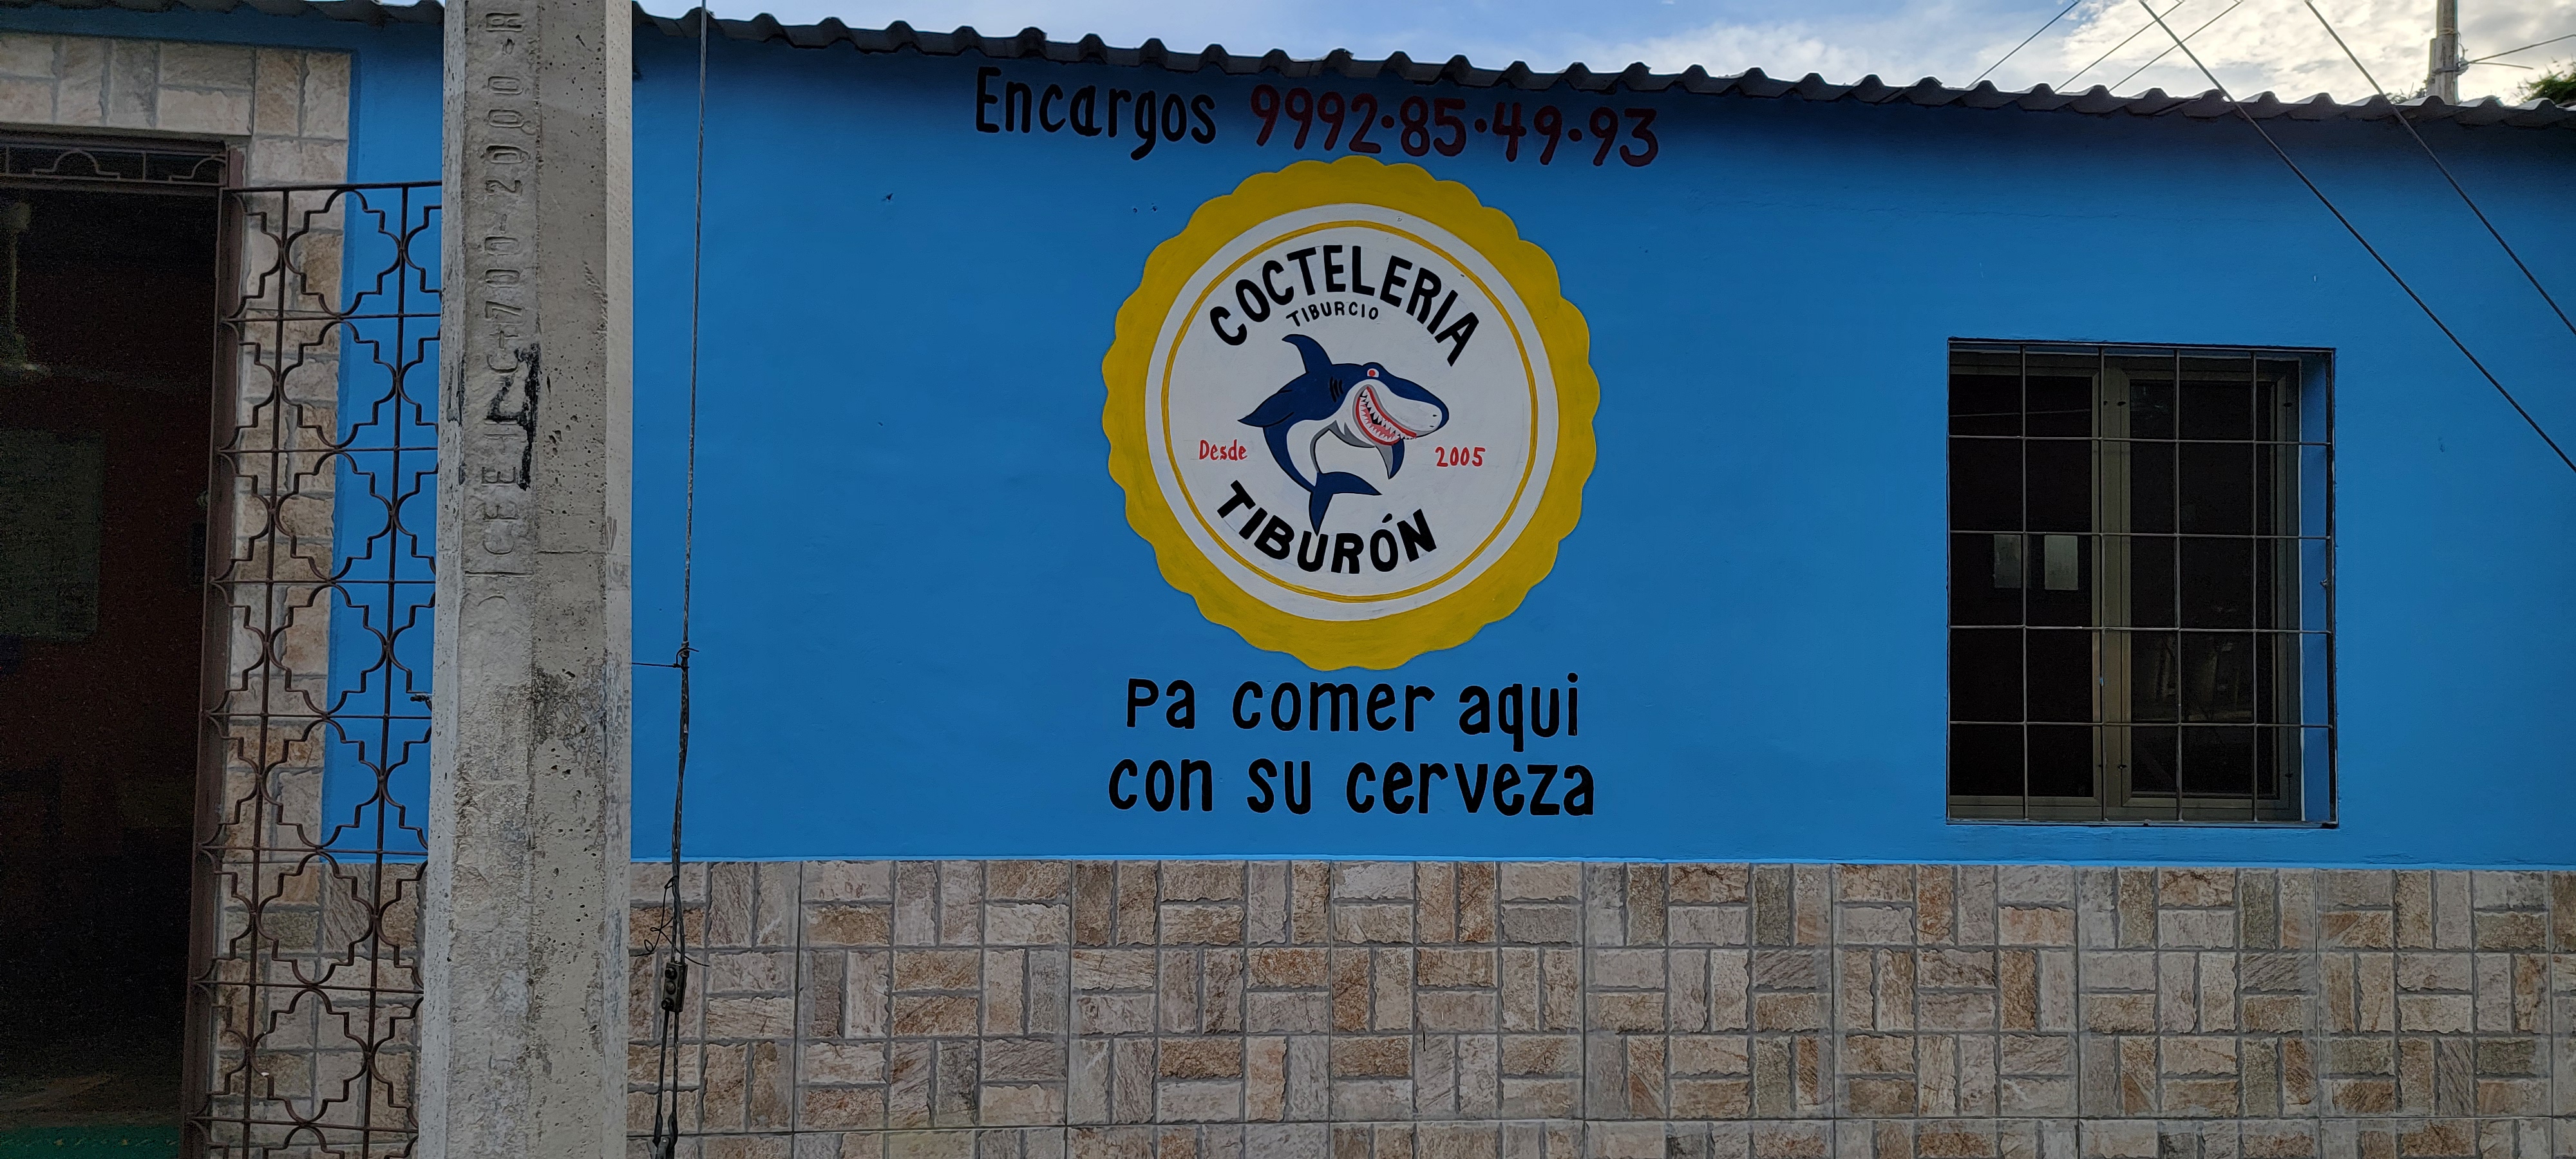 Encargos 9992·85·49·93
COCTELERIA
TIBURCIO
Desde 2005
TIBURÓN
Pa comer aqui
con su cerveza